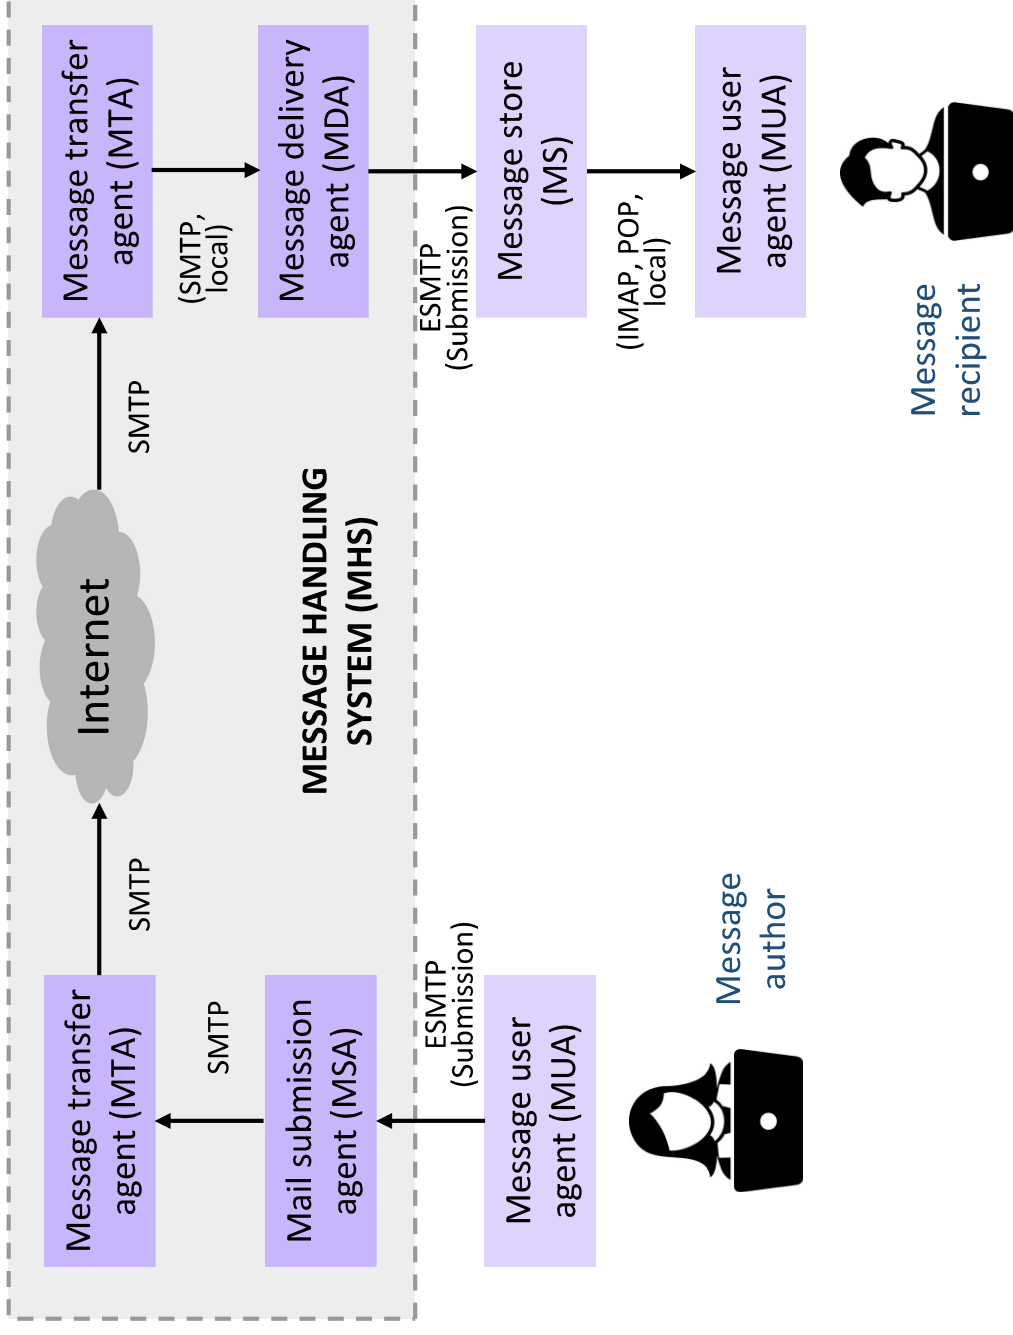 Message transfer
agent (MTA)
SMTP
Internet
SMTP
Message transfer
agent (MTA)
SMTP
(SMTP,
local)
Mail submission
agent (MSA)
MESSAGE HANDLING
SYSTEM (MHS)
Message delivery
agent (MDA)
ESMTP
(Submission)
ESMTP
(Submission)
Message user
agent (MUA)
Message store
(MS)
(IMAP, POP,
local)
Message
author
Message user
agent (MUA)
Message
recipient